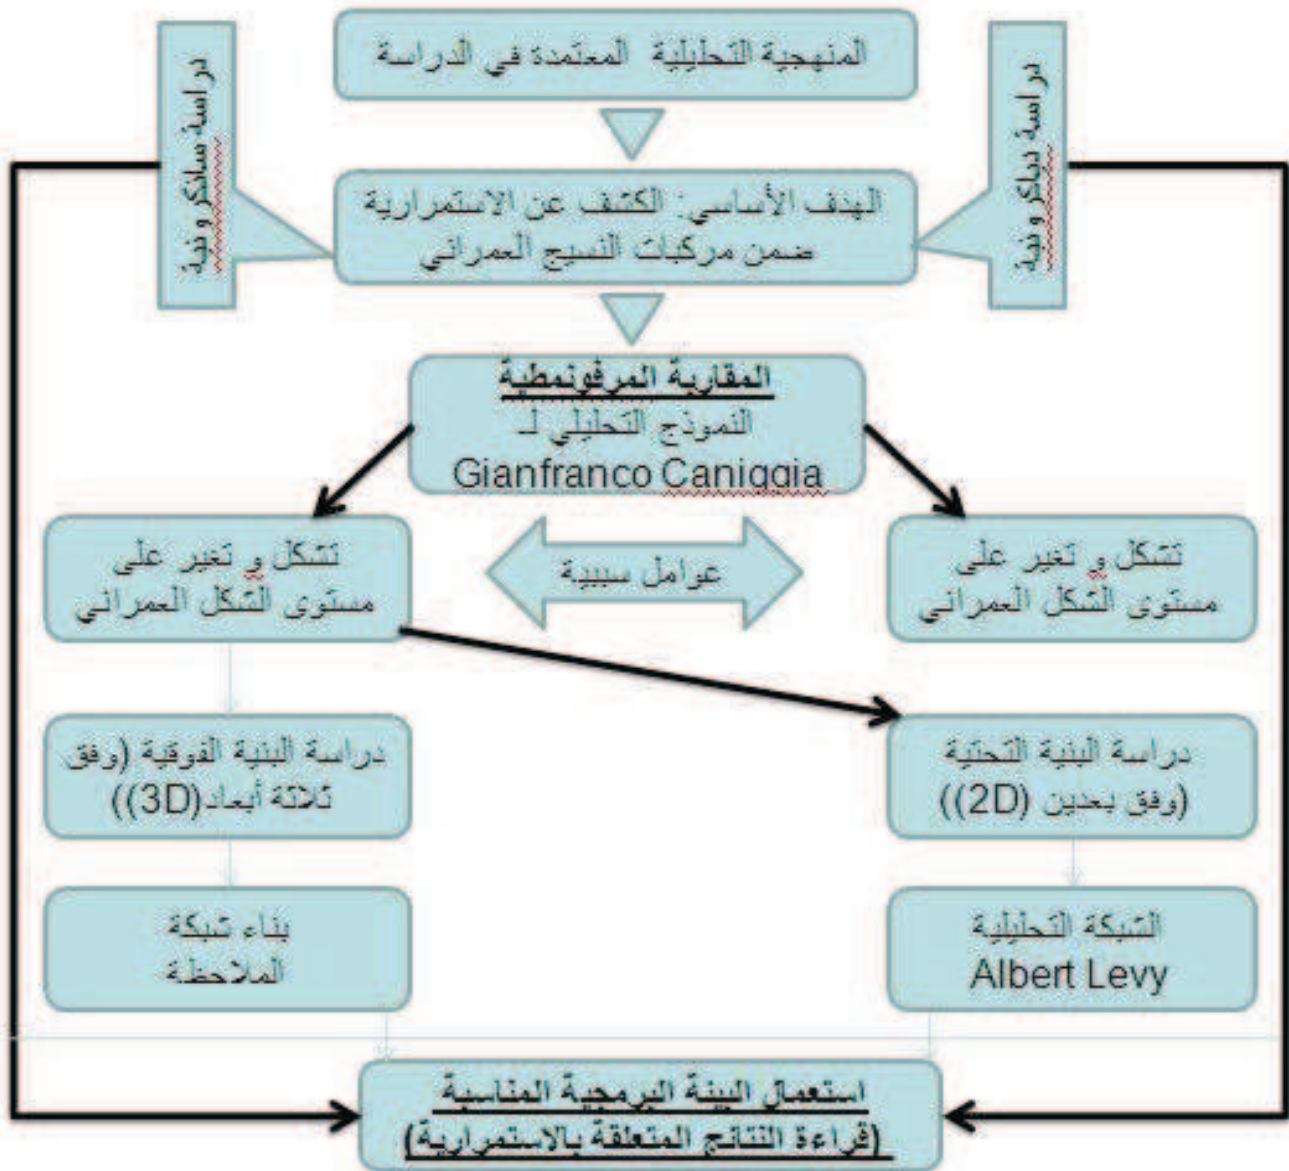 المنهجية التحليلية المعتمدة في الدراسة
دراسة دياكرونية
دراسة سانكرونية
الهدف الأساسي: الكشف عن الاستمرارية
ضمن مركبات النسيج العمراني
المقاربة المرفونمطية
النموذج التحليلي لـ
Gianfranco Caniggia
تشكل و تغير على
مستوى الشكل العمراني
عوامل سببية
تشكل و تغير على
مستوى الشكل العمراني
دراسة البنية التحتية
(وفق بعدين (2D))
دراسة البنية الفوقية (وفق
ثلاثة أبعاد(3D))
الشبكة التحليلية
Albert Levy
بناء شبكة
الملاحظة
استعمال البيئة البرمجية المناسبة
(قراءة النتائج المتعلقة بالاستمرارية)